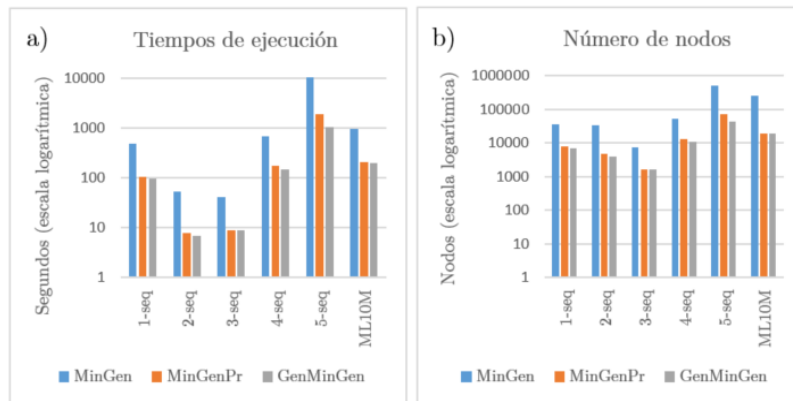 a)
Tiempos de ejecución
Segundos (escala logarítmica)
10000
1000
100
10
1
1-seq
2-seq
3-seq
4-seq
5-seq
ML10M
MinGen
MinGenPr
GenMinGen
b)
Número de nodos
Nodos (escala logarítmica)
1000000
100000
10000
1000
100
10
1
1-seq
2-seq
3-seq
4-seq
5-seq
ML10M
MinGen
MinGenPr
GenMinGen